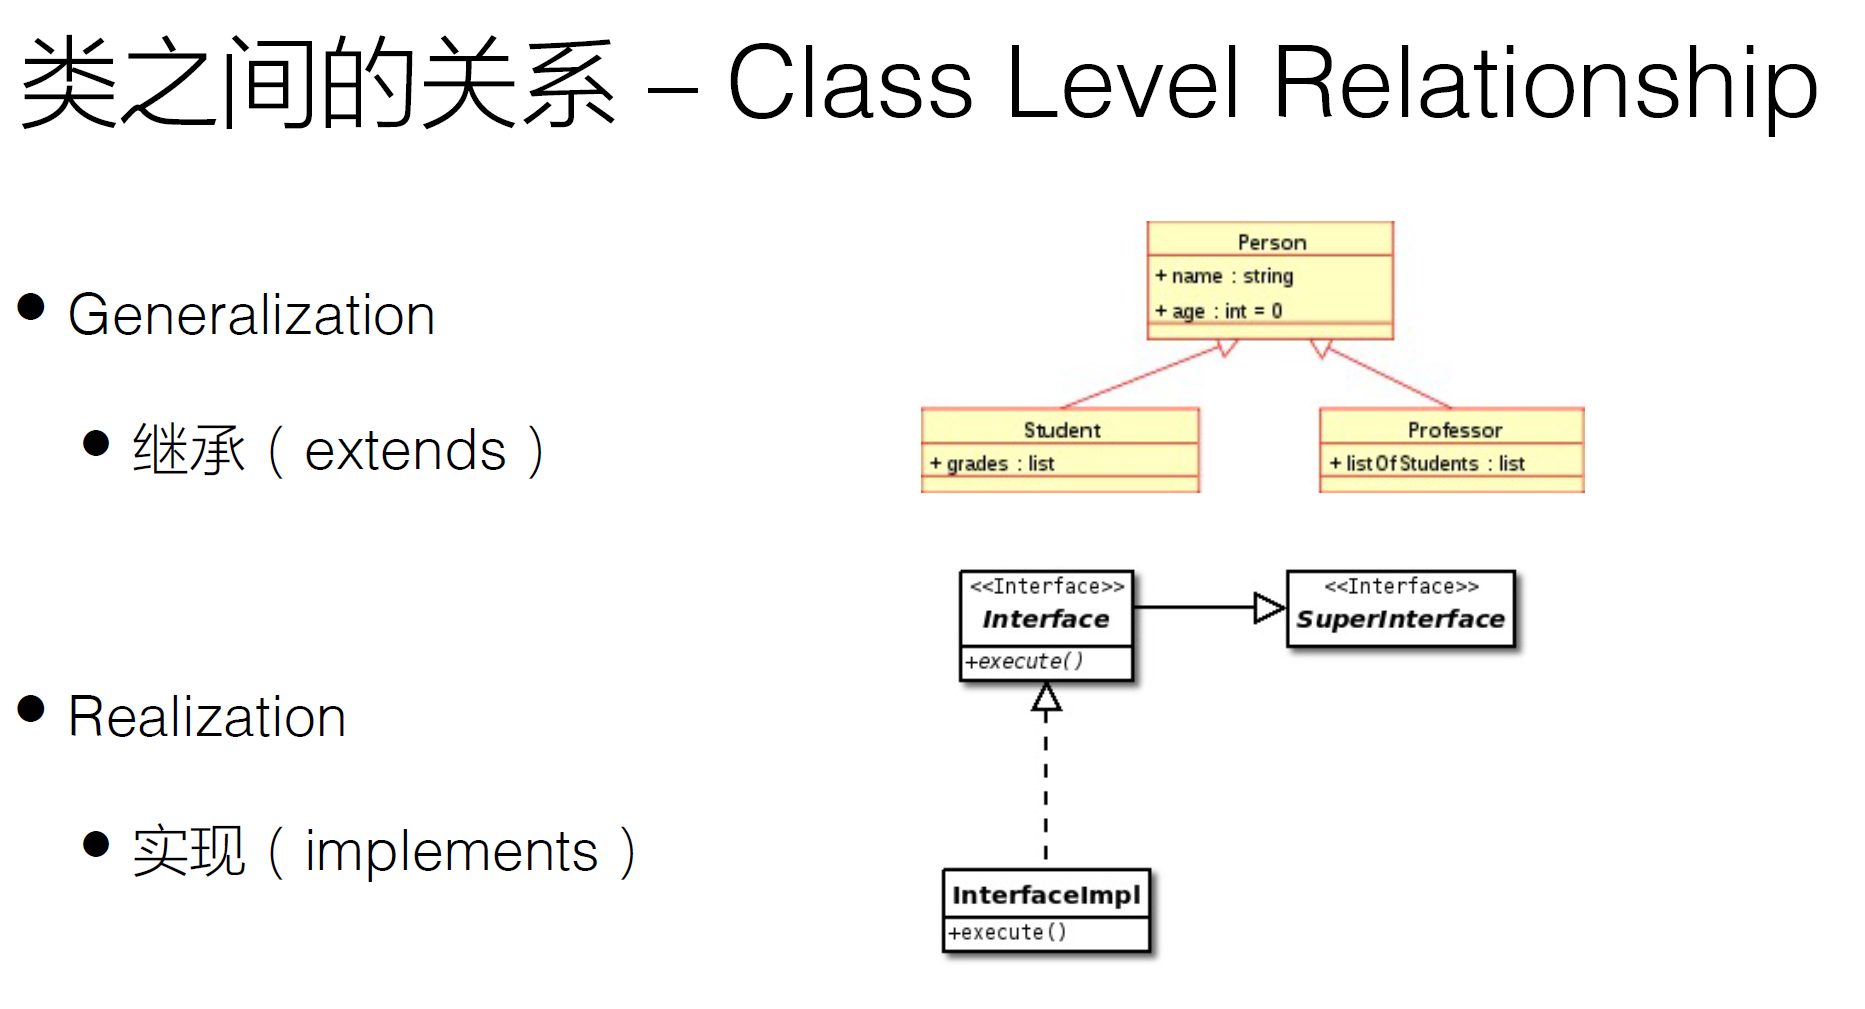 类之间的关系 – Class Level Relationship
• Generalization
• 继承（extends）
• Realization
• 实现（implements）
Person
+ name : string
+ age : int = 0
Student
+ grades : list
Professor
+ listOfStudents : list
<<Interface>>
Interface
+execute()
<<Interface>>
SuperInterface
InterfaceImpl
+execute()